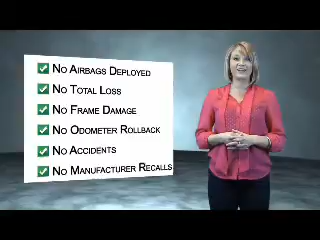 No Airbags Deployed
No Total Loss
No Frame Damage
No Odometer Rollback
No Accidents
No Manufacturer Recalls